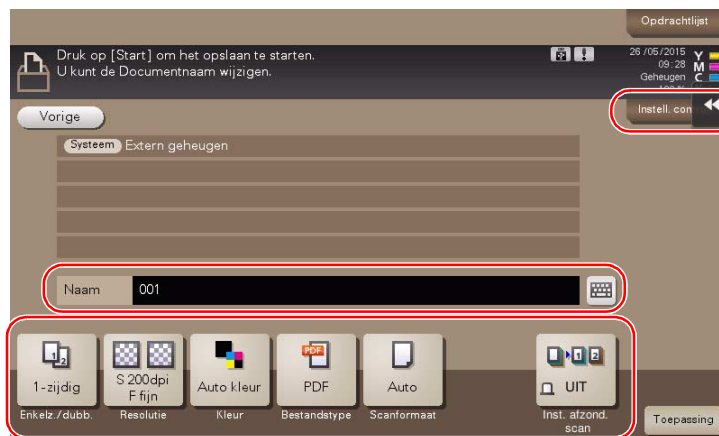 Opdrachtlijst
Druk op [Start] om het opslaan te starten.
U kunt de Documentnaam wijzigen.
26 /05/2015
09:28
Geheugen
Y
M
C
Vorige
Instell. con
Systeem Extern geheugen
Naam 001
1-zijdig
S 200dpi
F fijn
Auto kleur
PDF
PDF
Auto
UIT
Enkelz./dubb.
Resolutie
Kleur
Bestandstype
Scanformaat
Inst. afzond.
scan
Toepassing